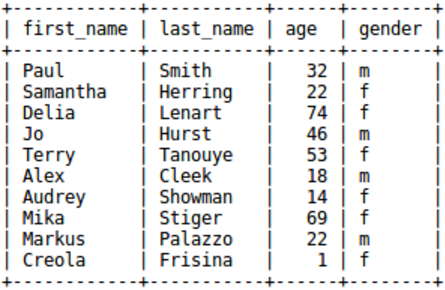 +------------+-----------+------+--------+
| first_name | last_name | age  | gender |
+------------+-----------+------+--------+
| Paul       | Smith     |   32 | m      |
| Samantha   | Herring   |   22 | f      |
| Delia      | Lenart    |   74 | f      |
| Jo         | Hurst     |   46 | m      |
| Terry      | Tanouye   |   53 | f      |
| Alex       | Cleek     |   18 | m      |
| Audrey     | Showman   |   14 | f      |
| Mika       | Stiger    |   69 | f      |
| Markus     | Palazzo   |   22 | m      |
| Creola     | Frisina   |    1 | f      |
+------------+-----------+------+--------+